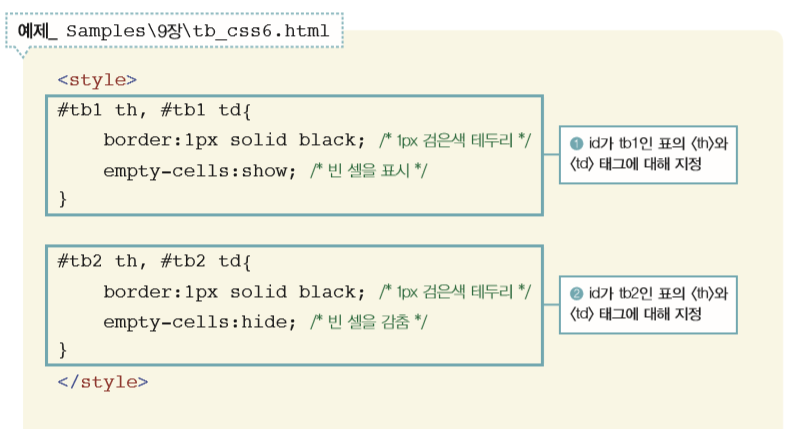 예제_ Samples\9장\tb_css6.html
<style>
#tb1 th, #tb1 td{
border:1px solid black; /* 1px 검은색 테두리 */
empty-cells:show; /* 빈 셀을 표시 */
}
❶ id가 tb1인 표의 〈th〉와
〈td〉 태그에 대해 지정
#tb2 th, #tb2 td{
border:1px solid black; /* 1px 검은색 테두리 */
empty-cells:hide; /* 빈 셀을 감춤 */
}
❷ id가 tb2인 표의 〈th〉와
〈td〉 태그에 대해 지정
</style>